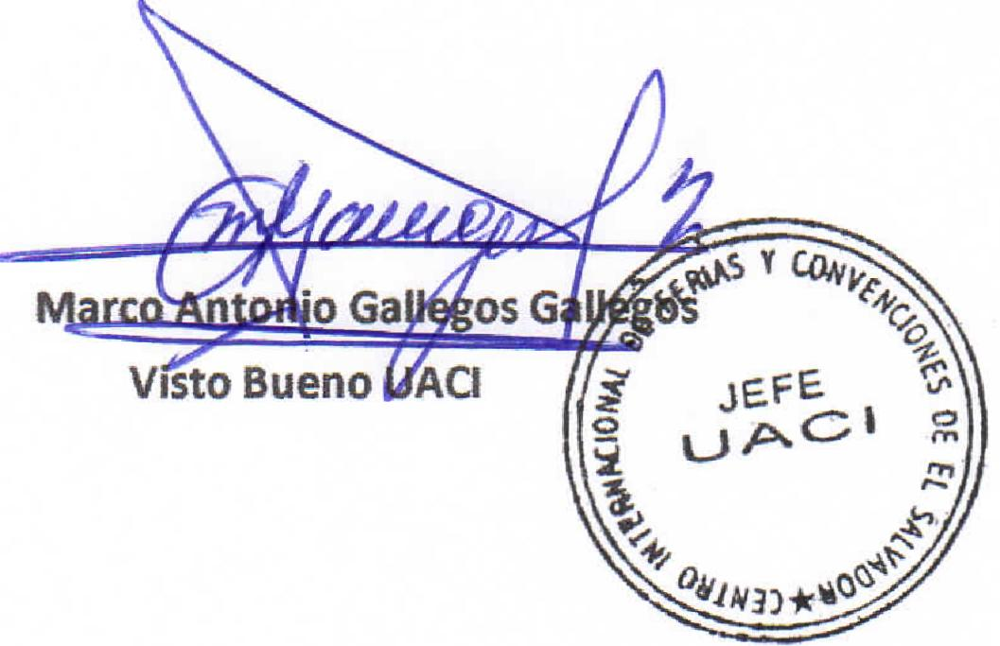 Marco Antonio Gallegos Gallegos
Visto Bueno UACI
CENTRO INTERNACIONAL DE FERIAS Y CONVENCIONES DE EL SALVADOR ★
JEFE
UACI